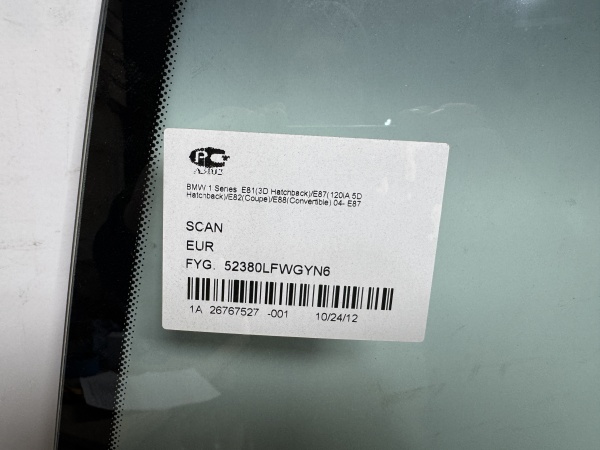 BMW 1 Series E81(3D Hatchback)/E87(120iA 5D
Hatchback)/E82(Coupe)/E88(Convertible) 04- E87
SCAN
EUR
FYG. 52380LFWGYN6
1A 26767527 -001 10/24/12